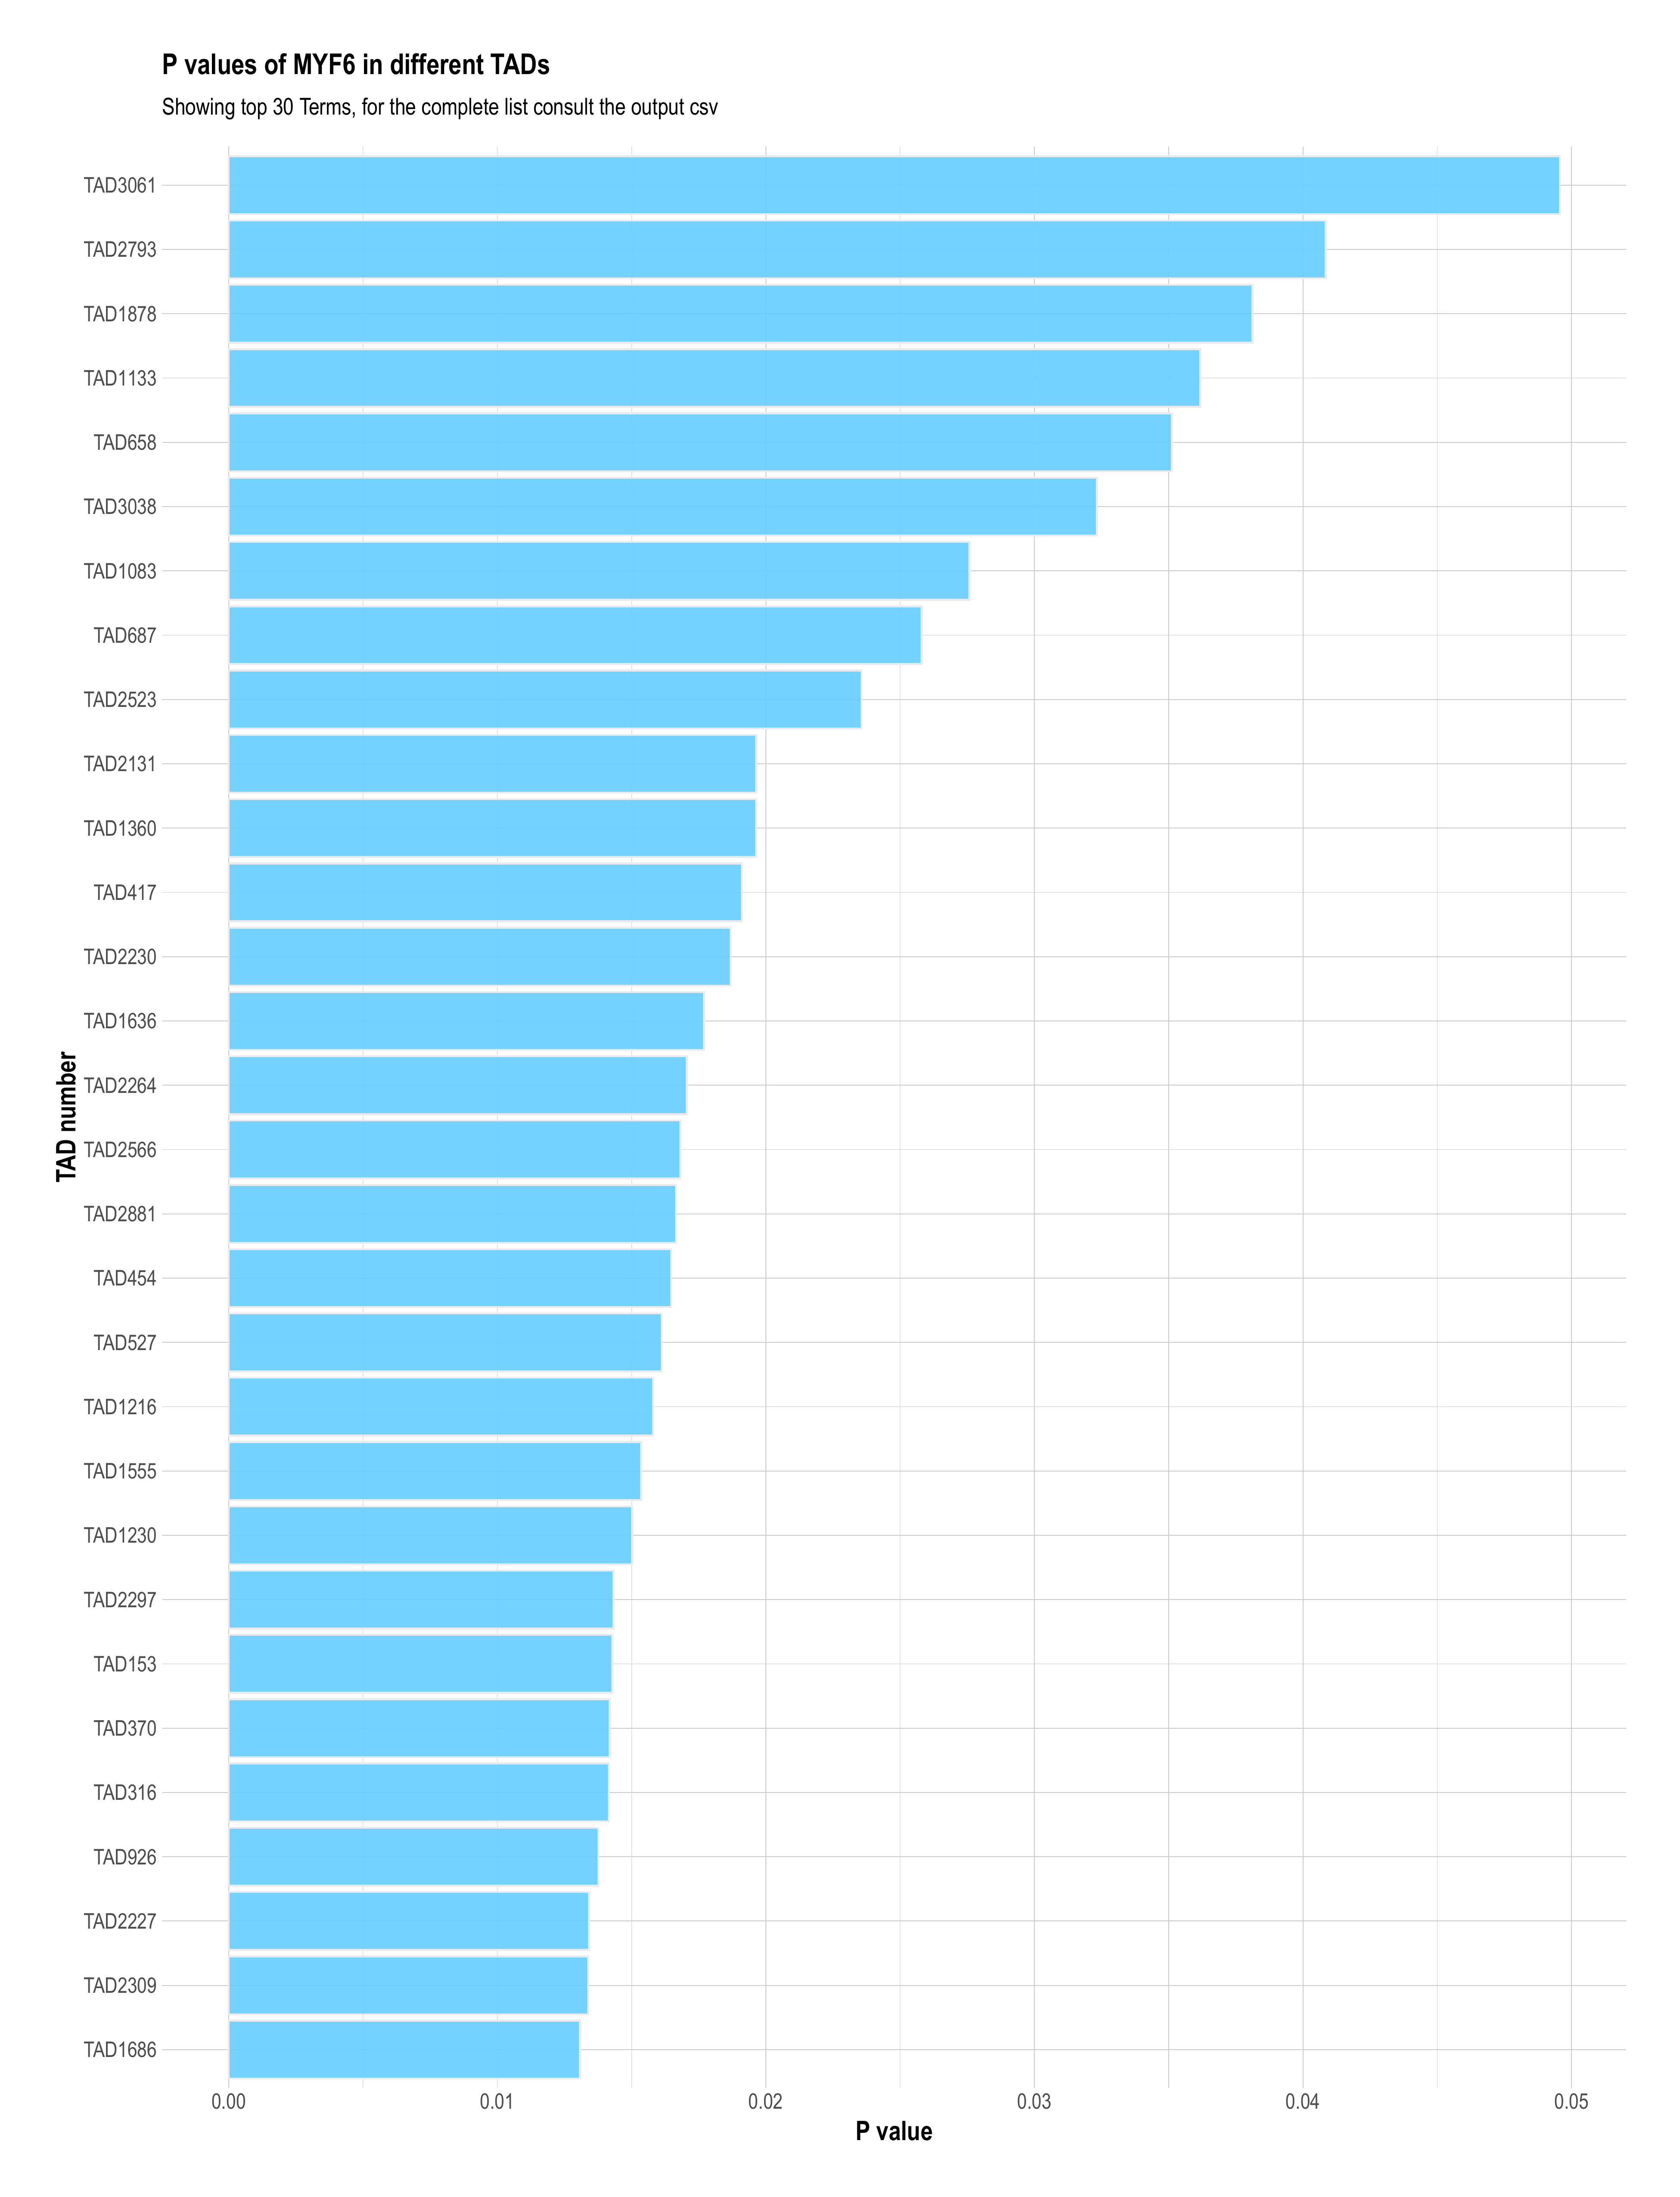 P values of MYF6 in different TADs
Showing top 30 Terms, for the complete list consult the output csv
TAD3061
TAD2793
TAD1878
TAD1133
TAD658
TAD3038
TAD1083
TAD687
TAD2523
TAD2131
TAD1360
TAD417
TAD2230
TAD1636
TAD2264
TAD2566
TAD2881
TAD454
TAD527
TAD1216
TAD1555
TAD1230
TAD2297
TAD153
TAD370
TAD316
TAD926
TAD2227
TAD2309
TAD1686
TAD number
0.00 0.01 0.02 0.03 0.04 0.05
P value